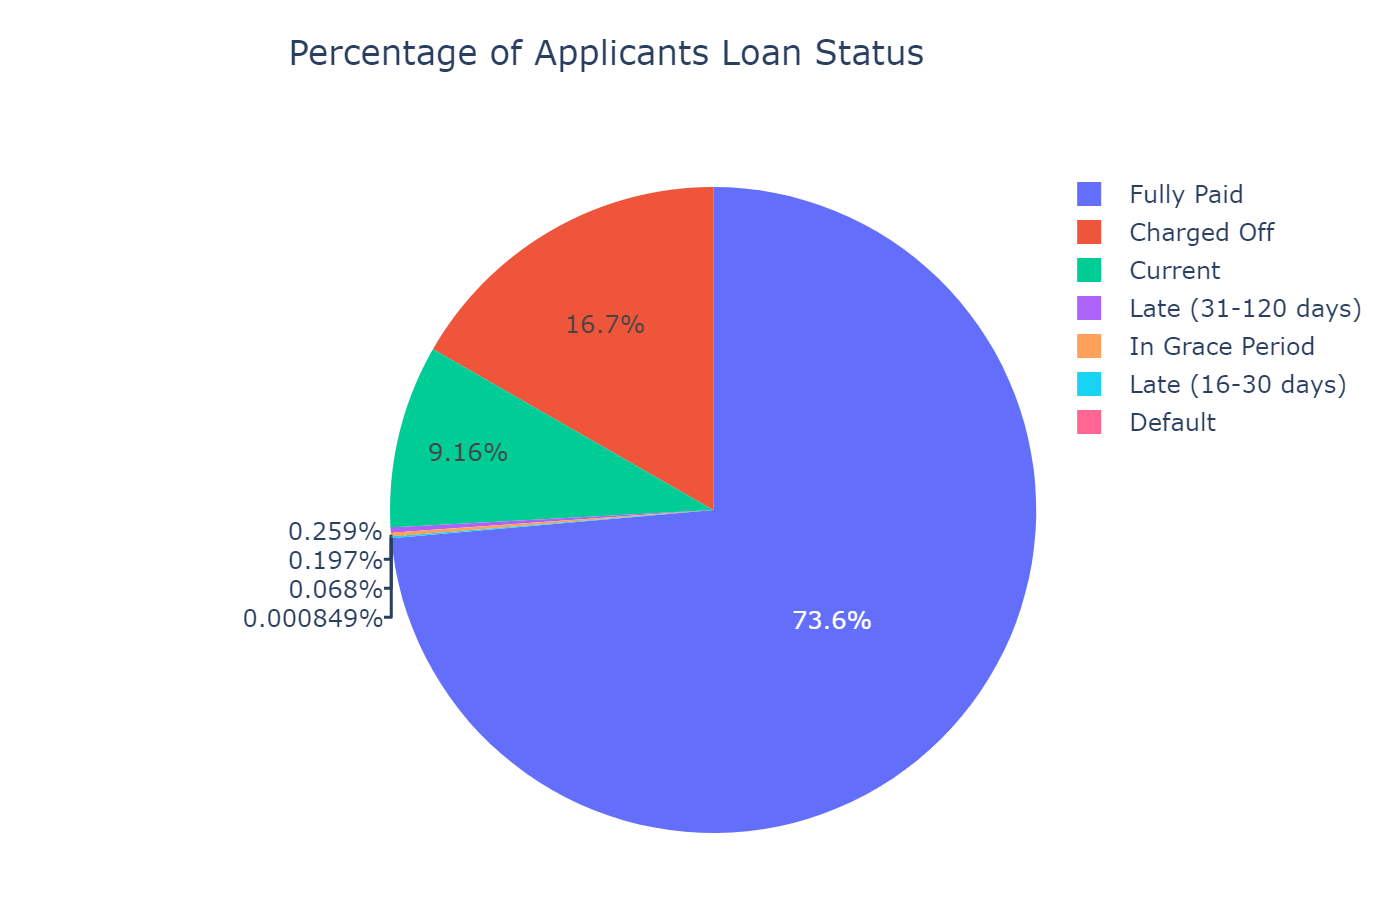 Percentage of Applicants Loan Status
Fully Paid
Charged Off
Current
Late (31-120 days)
In Grace Period
Late (16-30 days)
Default
16.7%
9.16%
0.259%
0.197%
0.068%
0.000849%
73.6%